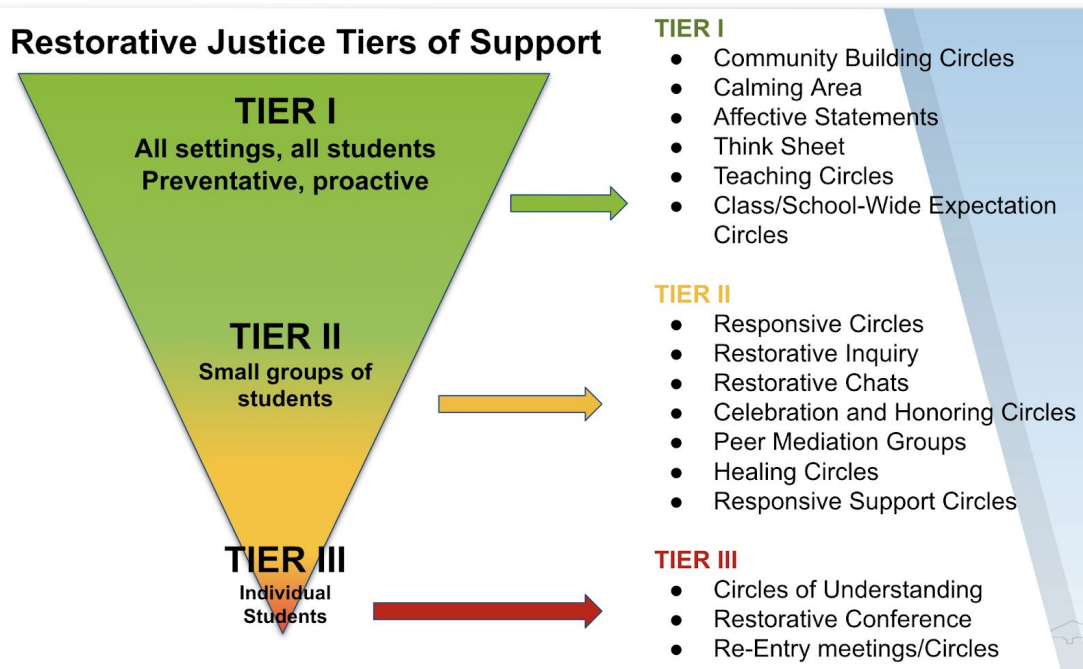 Restorative Justice Tiers of Support
TIER I
All settings, all students
Preventative, proactive
TIER II
Small groups of
students
TIER III
Individual
Students
TIER I
● Community Building Circles
● Calming Area
● Affective Statements
● Think Sheet
● Teaching Circles
● Class/School-Wide Expectation
Circles
TIER II
● Responsive Circles
● Restorative Inquiry
● Restorative Chats
● Celebration and Honoring Circles
● Peer Mediation Groups
● Healing Circles
● Responsive Support Circles
TIER III
● Circles of Understanding
● Restorative Conference
● Re-Entry meetings/Circles